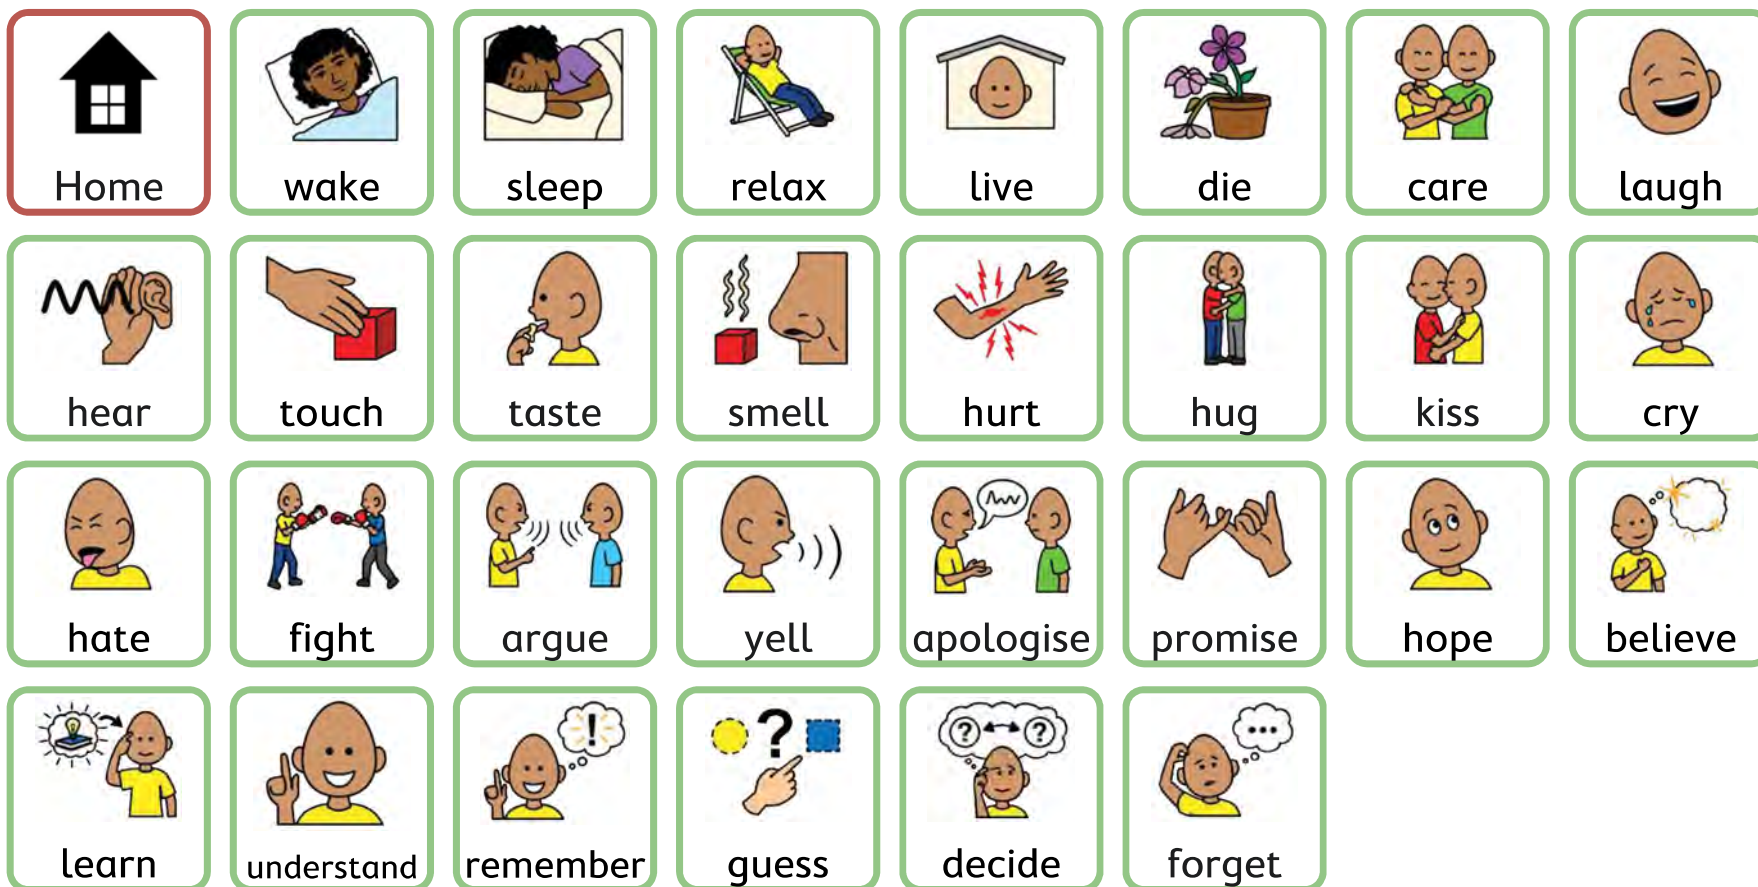 Home wake sleep relax live die care laugh
hear touch taste smell hurt hug kiss cry
hate fight argue yell apologise promise hope believe
? ! ? ? ? ...
learn understand remember guess decide forget